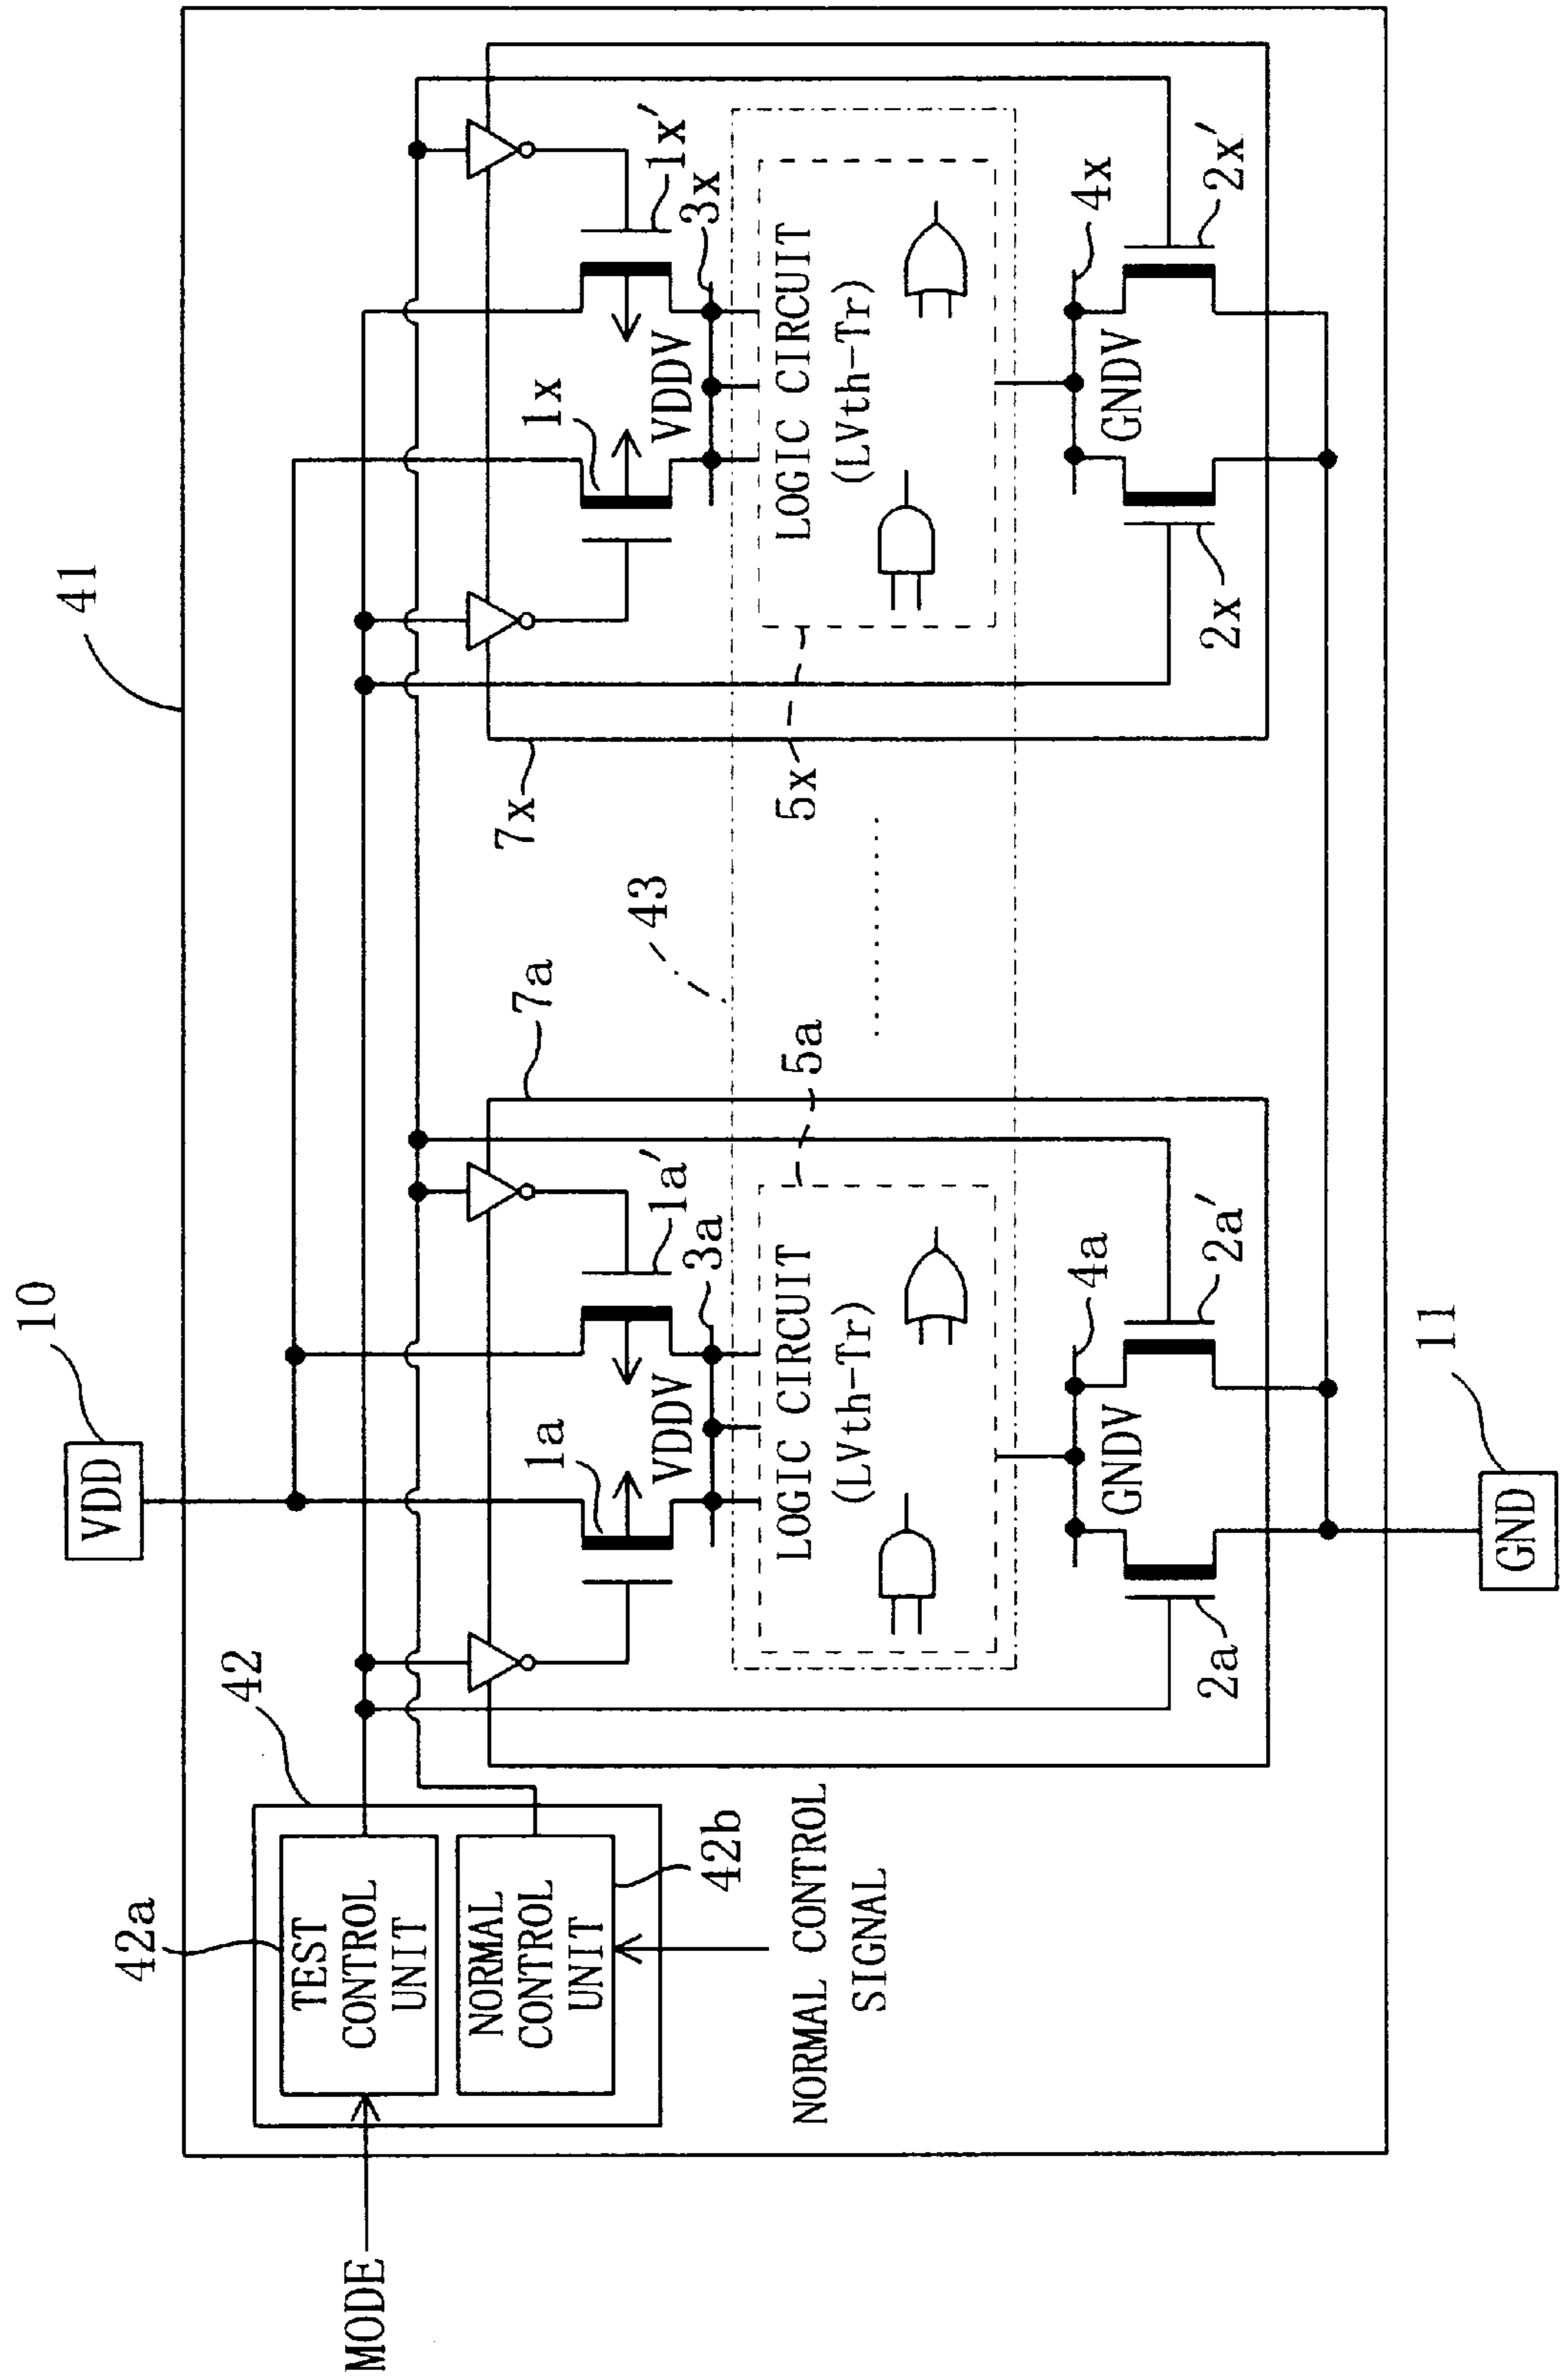 41
10
VDD
42
42a
TEST
CONTROL
UNIT
MODE
NORMAL
CONTROL
UNIT
42b
NORMAL CONTROL
SIGNAL
7a
1a
1a'
VDDV
3a
43
5a
LOGIC CIRCUIT
(LVth-Tr)
4a
GNDV
2a
2a'
7x
1x
1x'
VDDV
3x
5x
LOGIC CIRCUIT
(LVth-Tr)
4x
GNDV
2x
2x'
11
GND